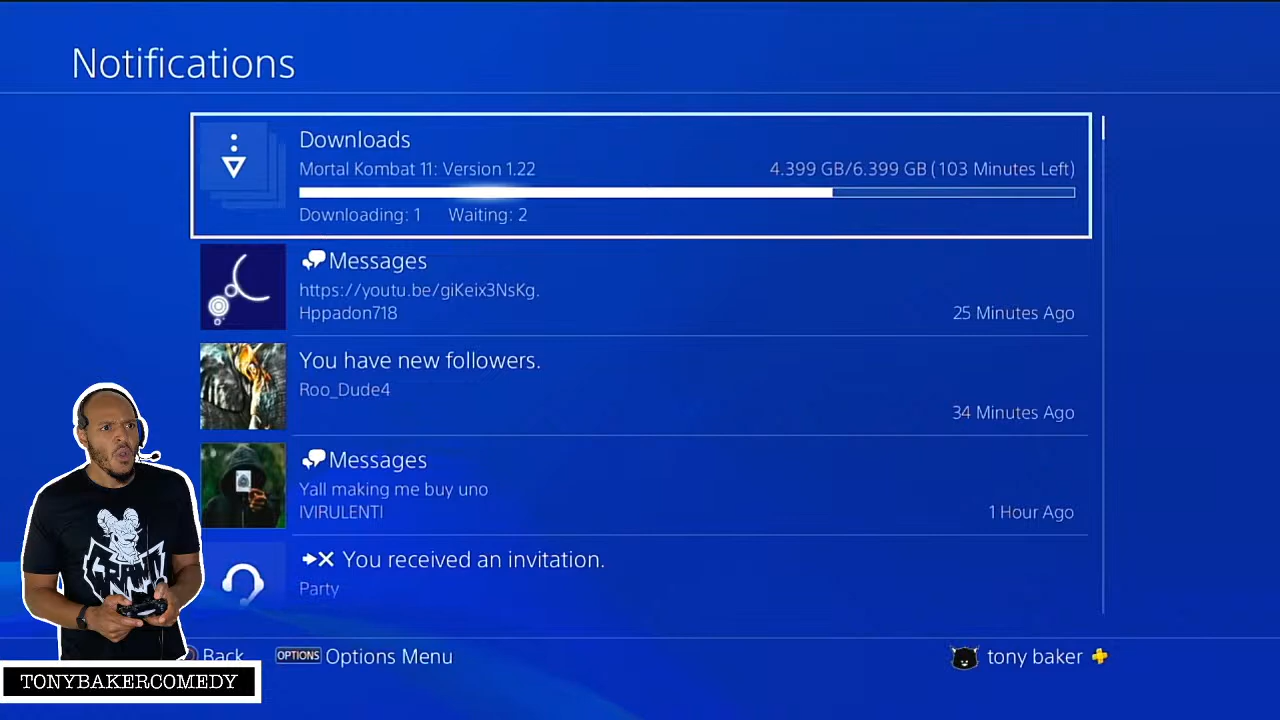 Notifications
Downloads
Mortal Kombat 11: Version 1.22
4.399 GB/6.399 GB (103 Minutes Left)
Downloading: 1 Waiting: 2
Messages
https://youtu.be/giKeix3NsKg.
Hppadon718
25 Minutes Ago
You have new followers.
Roo_Dude4
34 Minutes Ago
Messages
Yall making me buy uno
IVIRULENTI
1 Hour Ago
You received an invitation.
Party
Back
OPTIONS Options Menu
tony baker
GRAMI
TONYBAKERCOMEDY